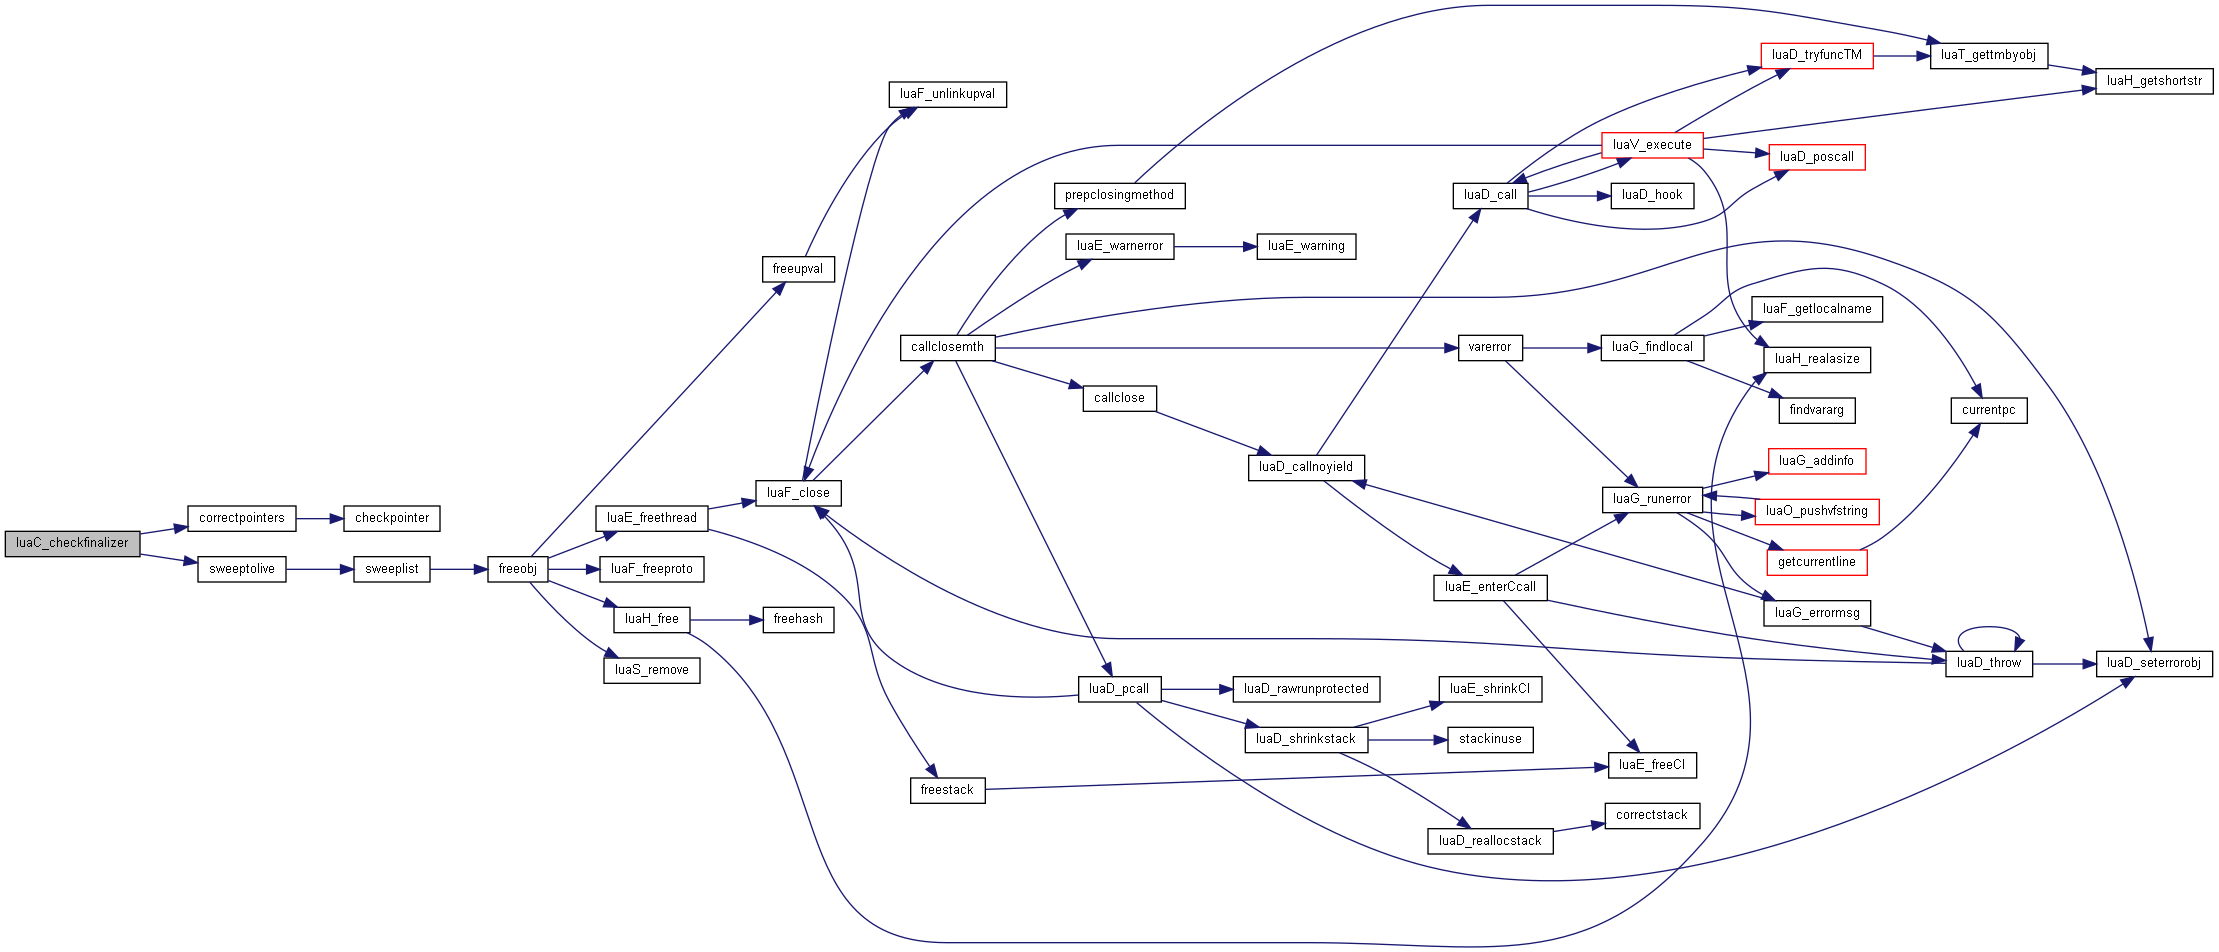 luaC_checkfinalizer
correctpointers
checkpointer
sweeptolive
sweeplist
freeobj
freeupval
luaE_freethread
luaF_freeproto
luaH_free
freehash
luaS_remove
luaF_unlinkupval
luaF_close
callclosemth
freestack
prepclosingmethod
luaE_warnerror
luaE_warning
callclose
luaD_callnoyield
luaD_pcall
luaD_rawrunprotected
luaD_shrinkstack
luaE_shrinkCI
stackinuse
luaD_reallocstack
correctstack
luaE_freeCI
luaD_call
varerror
luaE_enterCcall
luaV_execute
luaD_hook
luaG_findlocal
luaG_runerror
luaD_tryfuncTM
luaD_poscall
luaF_getlocalname
luaH_realasize
findvararg
luaG_addinfo
luaO_pushvfstring
getcurrentline
luaG_errormsg
luaT_gettmbyobj
luaH_getshortstr
currentpc
luaD_throw
luaD_seterrorobj